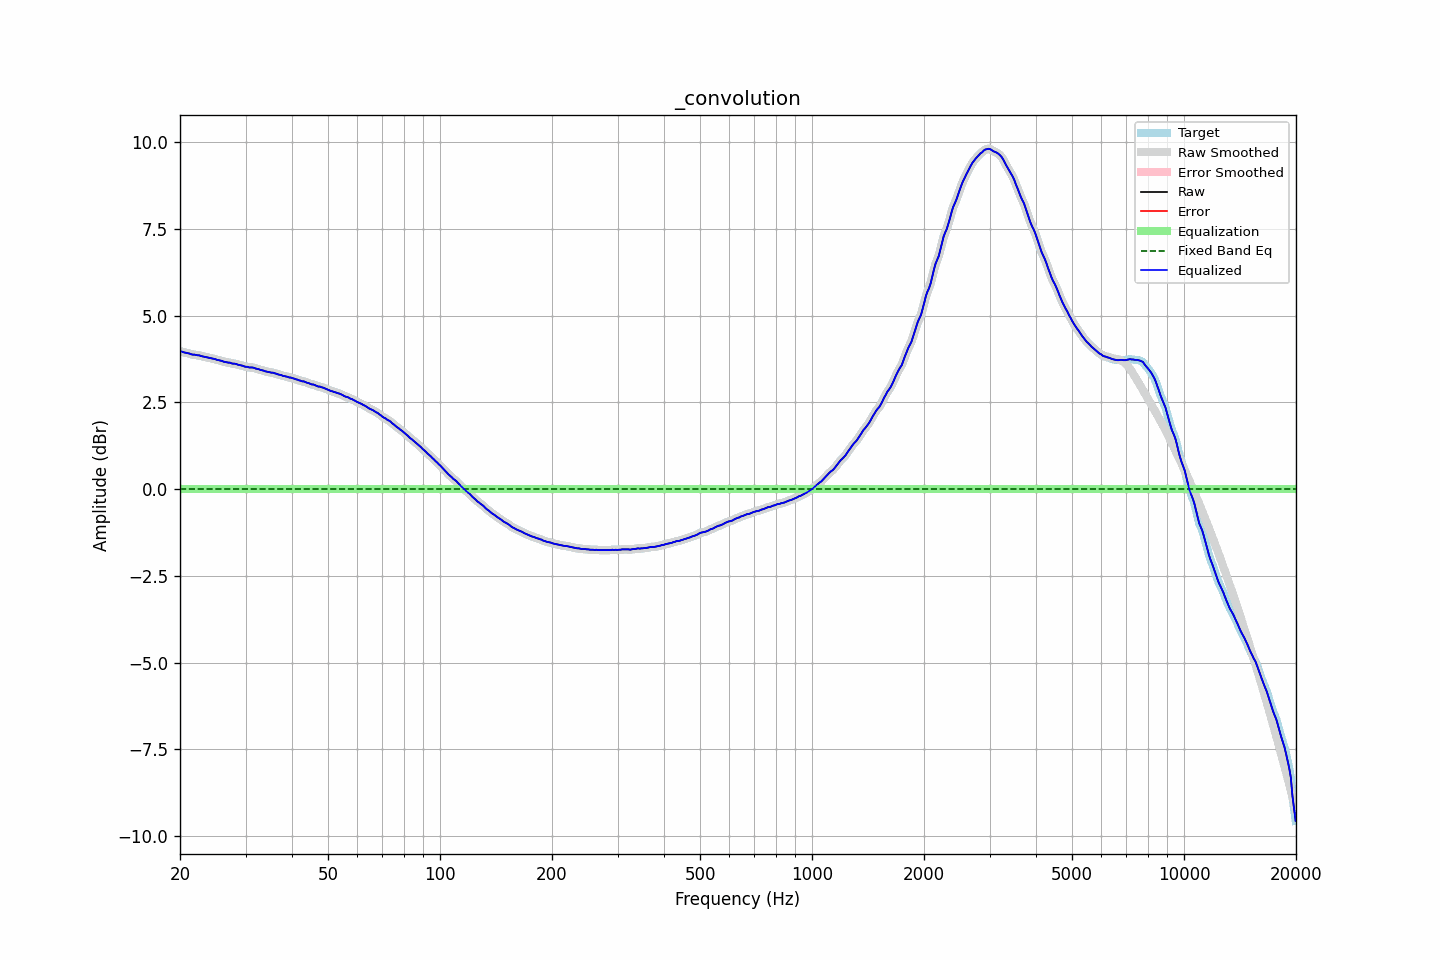 _convolution
10.0
7.5
5.0
2.5
0.0
−2.5
−5.0
−7.5
−10.0
Amplitude (dBr)
20
50
100
200
500
1000
2000
5000
10000
20000
Frequency (Hz)
Target
Raw Smoothed
Error Smoothed
Raw
Error
Equalization
Fixed Band Eq
Equalized